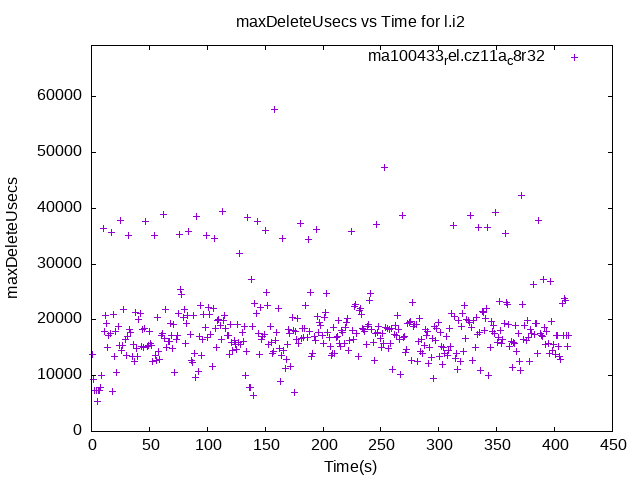 maxDeleteUsecs vs Time for l.i2
ma100433rel.cz11ac8r32
60000
50000
40000
30000
20000
10000
0
maxDeleteUsecs
0 50 100 150 200 250 300 350 400 450
Time(s)